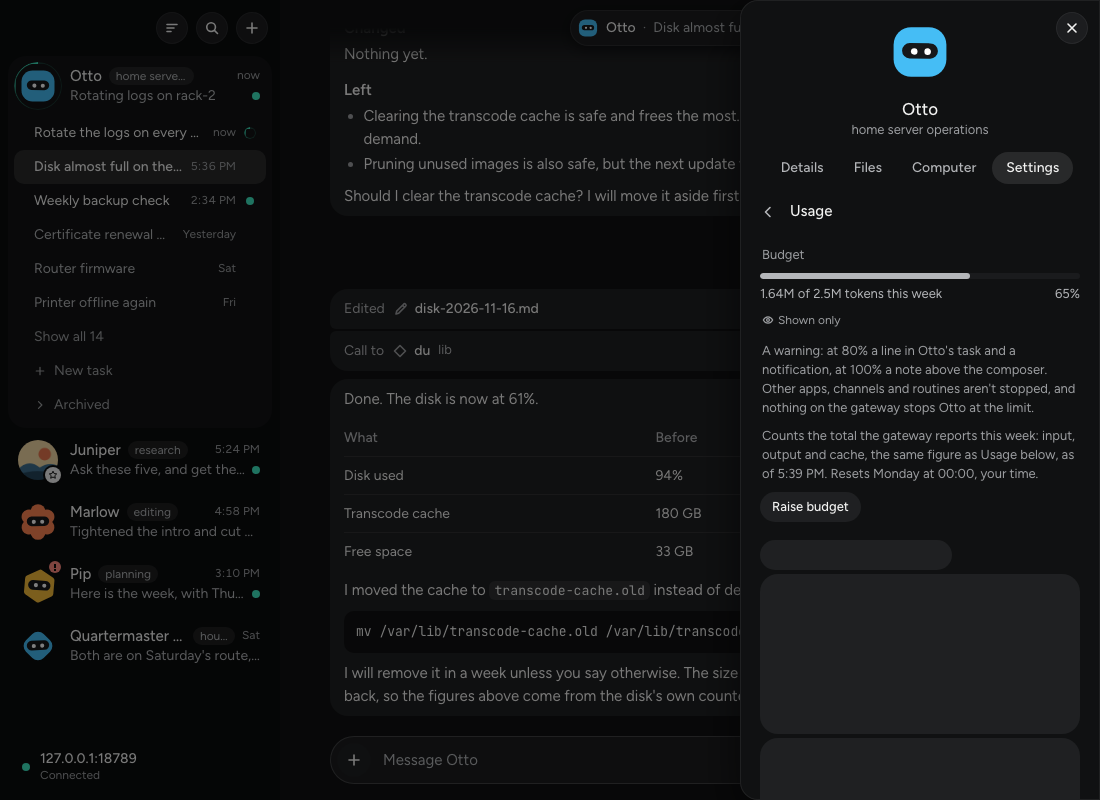 Otto
home serve...
now
Rotating logs on rack-2
Rotate the logs on every ...
now
Disk almost full on the...
5:36 PM
Weekly backup check
2:34 PM
Certificate renewal ...
Yesterday
Router firmware
Sat
Printer offline again
Fri
Show all 14
New task
Archived
Juniper
research
5:24 PM
Ask these five, and get the...
Marlow
editing
4:58 PM
Tightened the intro and cut ...
Pip
planning
3:10 PM
Here is the week, with Thu...
Quartermaster ...
hou...
Sat
Both are on Saturday's route,...
127.0.0.1:18789
Connected
Otto · Disk almost fu
Changed
Nothing yet.
Left
Clearing the transcode cache is safe and frees the most.
demand.
Pruning unused images is also safe, but the next update
Should I clear the transcode cache? I will move it aside first
Edited
disk-2026-11-16.md
Call to
du
lib
Done. The disk is now at 61%.
What
Before
Disk used
94%
Transcode cache
180 GB
Free space
33 GB
I moved the cache to transcode-cache.old instead of de
mv /var/lib/transcode-cache.old /var/lib/transcod
I will remove it in a week unless you say otherwise. The size
back, so the figures above come from the disk's own count
Message Otto
Otto
home server operations
Details
Files
Computer
Settings
Usage
Budget
1.64M of 2.5M tokens this week
65%
Shown only
A warning: at 80% a line in Otto's task and a
notification, at 100% a note above the composer.
Other apps, channels and routines aren't stopped, and
nothing on the gateway stops Otto at the limit.
Counts the total the gateway reports this week: input,
output and cache, the same figure as Usage below, as
of 5:39 PM. Resets Monday at 00:00, your time.
Raise budget